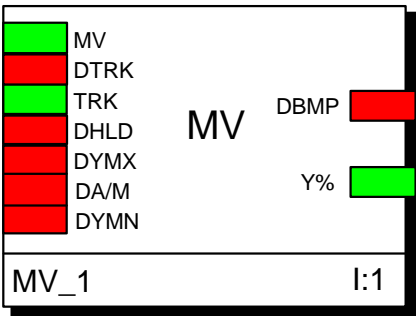 MV
DTRK
TRK
DHLD
DYMX
DA/M
DYMN
MV
DBMP
Y%
MV_1
I:1